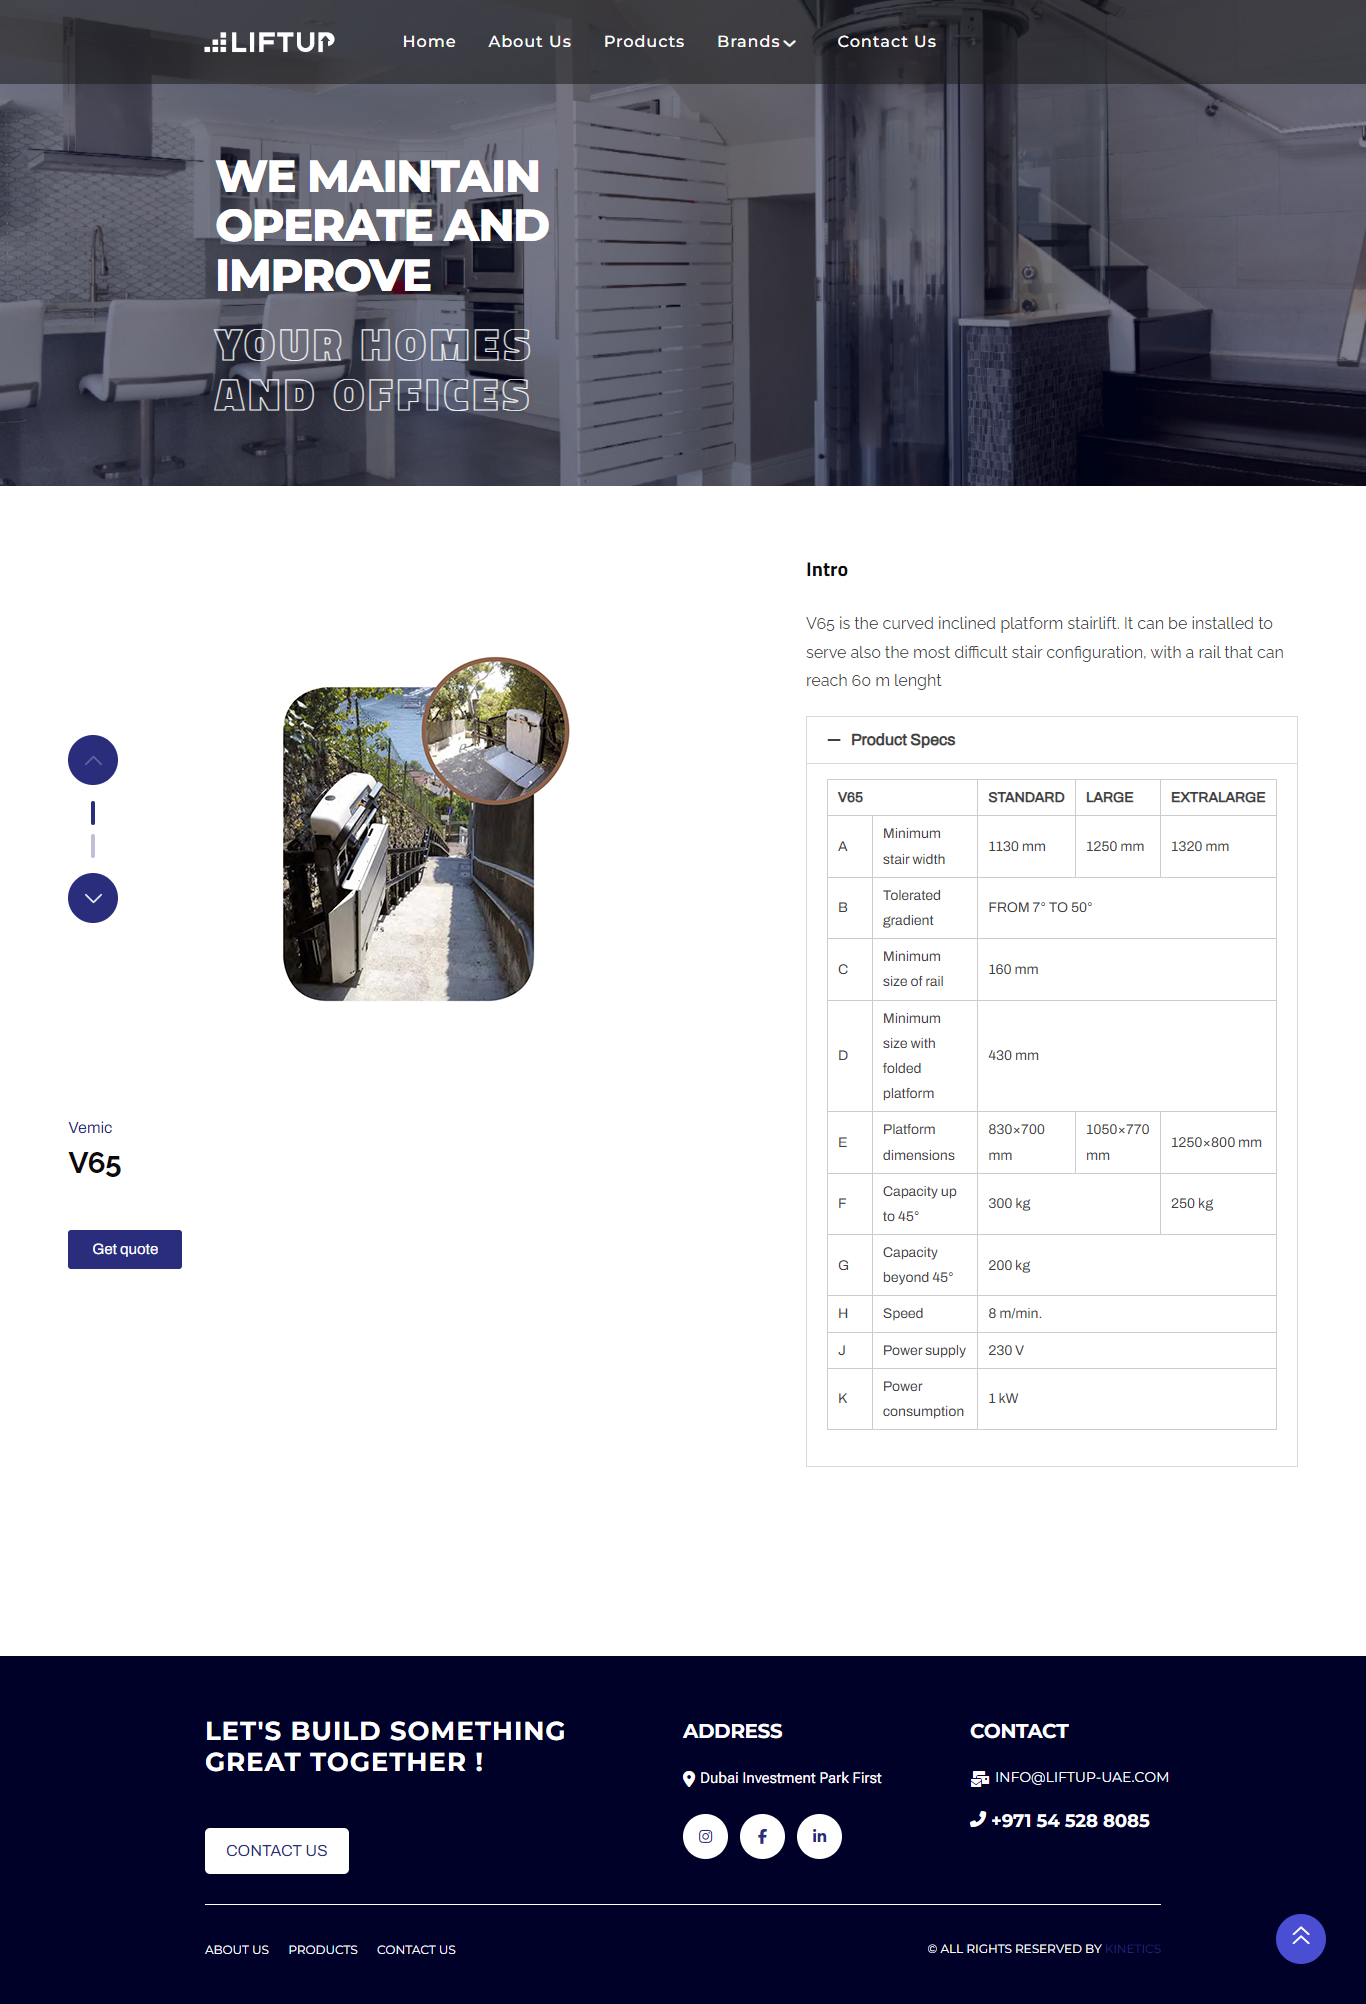 LIFTUP
Home About Us Products Brands Contact Us
WE MAINTAIN
OPERATE AND
IMPROVE
YOUR HOMES
AND OFFICES
Intro
V65 is the curved inclined platform stairlift. It can be installed to
serve also the most difficult stair configuration, with a rail that can
reach 60 m lenght
Product Specs
V65 STANDARD LARGE EXTRALARGE
A Minimum stair width 1130 mm 1250 mm 1320 mm
B Tolerated gradient FROM 7° TO 50°
C Minimum size of rail 160 mm
D Minimum size with folded platform 430 mm
E Platform dimensions 830×700 mm 1050×770 mm 1250×800 mm
F Capacity up to 45° 300 kg 250 kg
G Capacity beyond 45° 200 kg
H Speed 8 m/min.
J Power supply 230 V
K Power consumption 1 kW
Vemic
V65
Get quote
LET'S BUILD SOMETHING
GREAT TOGETHER !
CONTACT US
ADDRESS
Dubai Investment Park First
CONTACT
INFO@LIFTUP-UAE.COM
+971 54 528 8085
ABOUT US PRODUCTS CONTACT US
© ALL RIGHTS RESERVED BY KINETICS